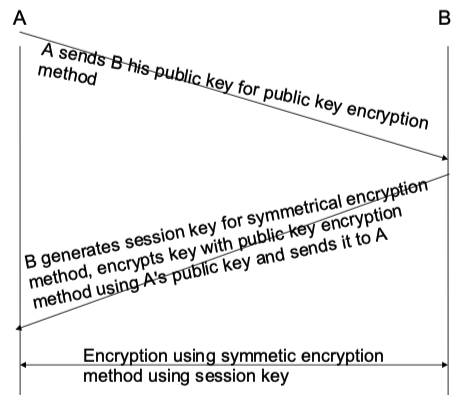 A
B
A sends B his public key for public key encryption
method
B generates session key for symmetrical encryption
method, encrypts key with public key encryption
method using A's public key and sends it to A
Encryption using symmetic encryption
method using session key